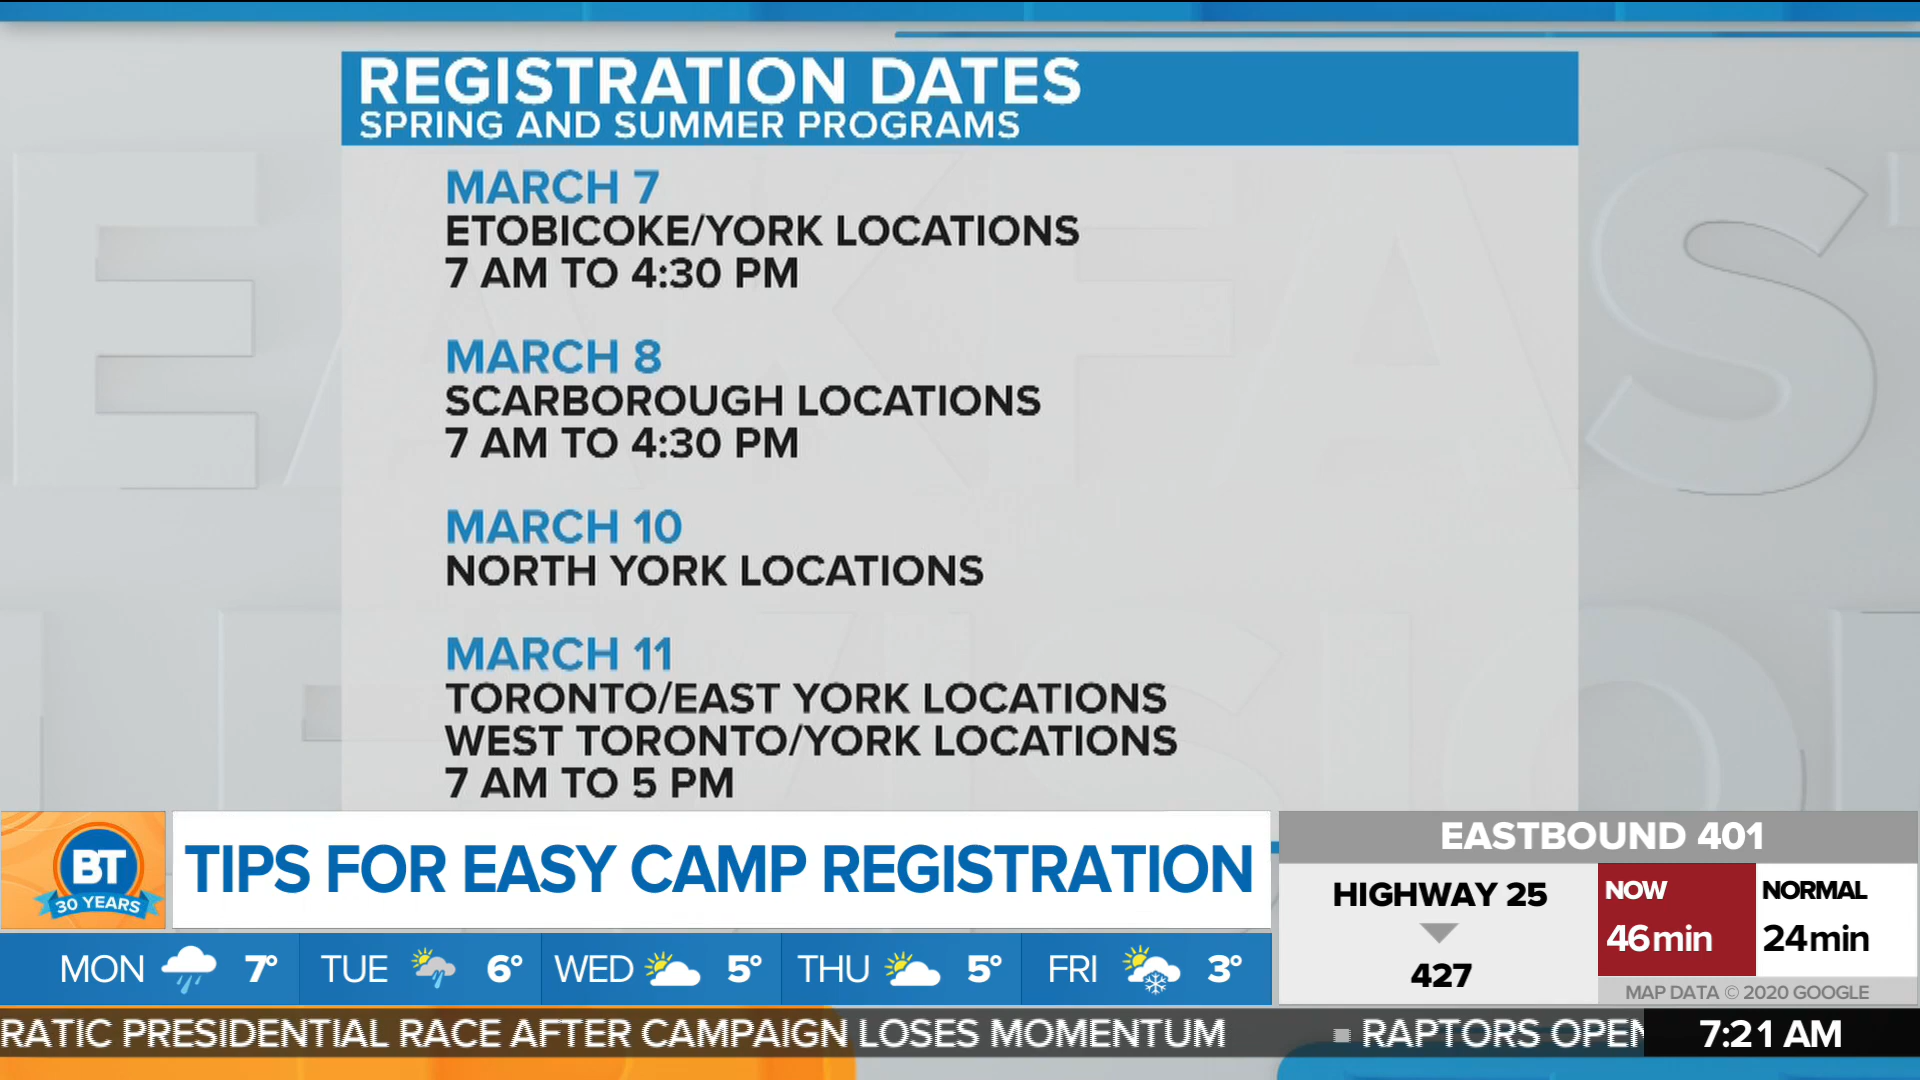 REGISTRATION DATES
SPRING AND SUMMER PROGRAMS
MARCH 7
ETOBICOKE/YORK LOCATIONS
7 AM TO 4:30 PM
MARCH 8
SCARBOROUGH LOCATIONS
7 AM TO 4:30 PM
MARCH 10
NORTH YORK LOCATIONS
MARCH 11
TORONTO/EAST YORK LOCATIONS
WEST TORONTO/YORK LOCATIONS
7 AM TO 5 PM
BT
30 YEARS
TIPS FOR EASY CAMP REGISTRATION
EASTBOUND 401
HIGHWAY 25
427
NOW
46 min
NORMAL
24 min
MAP DATA © 2020 GOOGLE
MON 7° TUE 6° WED 5° THU 5° FRI 3°
RATIC PRESIDENTIAL RACE AFTER CAMPAIGN LOSES MOMENTUM ■ RAPTORS OPEN
7:21 AM